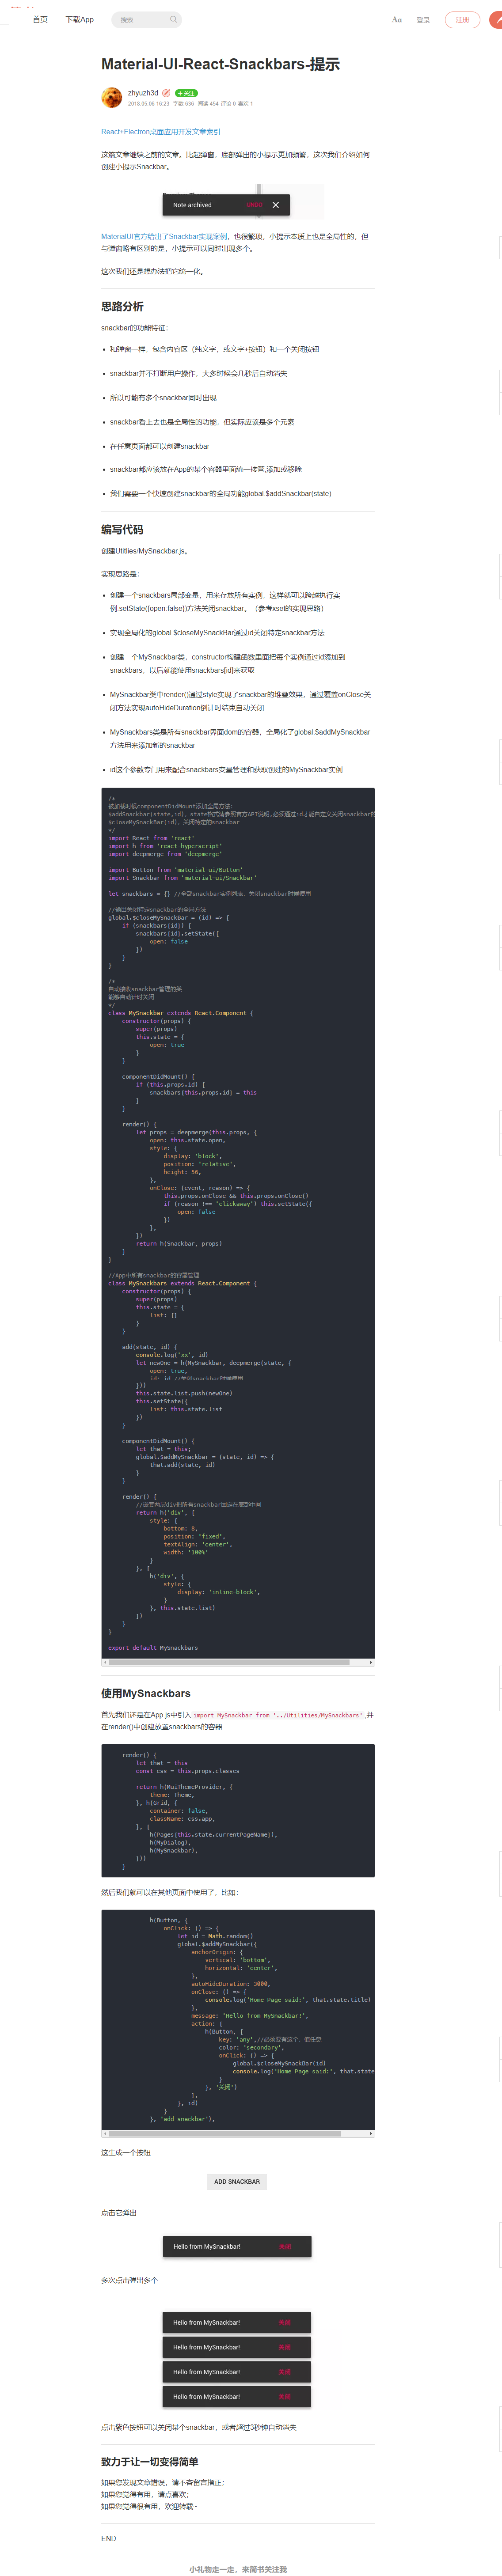 首页 下载App 搜索 Aa 登录 注册
Material-UI-React-Snackbars-提示
zhyuzh3d +关注
2018.05.06 16:23 字数 636 阅读 454 评论 0 喜欢 1
React+Electron桌面应用开发文章索引
这篇文章继续之前的文章。比起弹窗，底部弹出的小提示更加频繁，这次我们介绍如何
创建小提示Snackbar。
Note archived UNDO
MaterialUI官方给出了Snackbar实现案例，也很繁琐，小提示本质上也是全局性的，但
与弹窗略有区别的是，小提示可以同时出现多个。
这次我们还是想办法把它统一化。
思路分析
snackbar的功能特征：
和弹窗一样，包含内容区（纯文字，或文字+按钮）和一个关闭按钮
snackbar并不打断用户操作，大多时候会几秒后自动消失
所以可能有多个snackbar同时出现
snackbar看上去也是全局性的功能，但实际应该是多个元素
在任意页面都可以创建snackbar
snackbar都应该放在App的某个容器里面统一接管,添加或移除
我们需要一个快速创建snackbar的全局功能global.$addSnackbar(state)
编写代码
创建Utitlies/MySnackbar.js。
实现思路是：
创建一个snackbars局部变量，用来存放所有实例，这样就可以跨越执行实
例.setState({open:false})方法关闭snackbar。（参考xset的实现思路）
实现全局化的global.$closeMySnackBar通过id关闭特定snackbar方法
创建一个MySnackbar类，constructor构建函数里面把每个实例通过id添加到
snackbars，以后就能使用snackbars[id]来获取
MySnackbar类中render()通过style实现了snackbar的堆叠效果，通过覆盖onClose关
闭方法实现autoHideDuration倒计时结束自动关闭
MySnackbars类是所有snackbar界面dom的容器，全局化了global.$addMySnackbar
方法用来添加新的snackbar
id这个参数专门用来配合snackbars变量管理和获取创建的MySnackbar实例
/*
被加载时候componentDidMount添加全局方法：
$addSnackbar(state,id)，state格式请参照官方API说明,必须通过id才能自定义关闭snackbar的
$closeMySnackBar(id)，关闭特定的snackbar
*/
import React from 'react'
import h from 'react-hyperscript'
import deepmerge from 'deepmerge'
import Button from 'material-ui/Button'
import Snackbar from 'material-ui/Snackbar'
let snackbars = {} //全部snackbar实例列表，关闭snackbar时候使用
//输出关闭特定snackbar的全局方法
global.$closeMySnackBar = (id) => {
if (snackbars[id]) {
snackbars[id].setState({
open: false
})
}
}
/*
自动接收snackbar管理的类
能够自动计时关闭
*/
class MySnackbar extends React.Component {
constructor(props) {
super(props)
this.state = {
open: true
}
}
componentDidMount() {
if (this.props.id) {
snackbars[this.props.id] = this
}
}
render() {
let props = deepmerge(this.props, {
open: this.state.open,
style: {
display: 'block',
position: 'relative',
height: 56,
},
onClose: (event, reason) => {
this.props.onClose && this.props.onClose()
if (reason !== 'clickaway') this.setState({
open: false
})
},
})
return h(Snackbar, props)
}
}
//App中所有snackbar的容器管理
class MySnackbars extends React.Component {
constructor(props) {
super(props)
this.state = {
list: []
}
}
add(state, id) {
console.log('xx', id)
let newOne = h(MySnackbar, deepmerge(state, {
open: true,
id: id //关闭snackbar时候使用
}))
this.state.list.push(newOne)
this.setState({
list: this.state.list
})
}
componentDidMount() {
let that = this;
global.$addMySnackbar = (state, id) => {
that.add(state, id)
}
}
render() {
//嵌套两层div把所有snackbar固定在底部中间
return h('div', {
style: {
bottom: 8,
position: 'fixed',
textAlign: 'center',
width: '100%'
}
}, [
h('div', {
style: {
display: 'inline-block',
}
}, this.state.list)
])
}
}
export default MySnackbars
使用MySnackbars
首先我们还是在App.js中引入import MySnackbar from '../Utilities/MySnackbars' ,并
在render()中创建放置snackbars的容器
render() {
let that = this
const css = this.props.classes
return h(MuiThemeProvider, {
theme: Theme,
}, h(Grid, {
container: false,
className: css.app,
}, [
h(Pages[this.state.currentPageName]),
h(MyDialog),
h(MySnackbar),
]))
}
然后我们就可以在其他页面中使用了，比如：
h(Button, {
onClick: () => {
let id = Math.random()
global.$addMySnackbar({
anchorOrigin: {
vertical: 'bottom',
horizontal: 'center',
},
autoHideDuration: 3000,
onClose: () => {
console.log('Home Page said:', that.state.title)
},
message: 'Hello from MySnackbar!',
action: [
h(Button, {
key: 'any',//必须要有这个，值任意
color: 'secondary',
onClick: () => {
global.$closeMySnackBar(id)
console.log('Home Page said:', that.state
}
}, '关闭')
],
}, id)
}
}, 'add snackbar'),
这生成一个按钮
ADD SNACKBAR
点击它弹出
Hello from MySnackbar! 关闭
多次点击弹出多个
Hello from MySnackbar! 关闭
Hello from MySnackbar! 关闭
Hello from MySnackbar! 关闭
Hello from MySnackbar! 关闭
点击紫色按钮可以关闭某个snackbar，或者超过3秒钟自动消失
致力于让一切变得简单
如果您发现文章错误，请不吝留言指正；
如果您觉得有用，请点喜欢；
如果您觉得很有用，欢迎转载~
END
小礼物走一走，来简书关注我